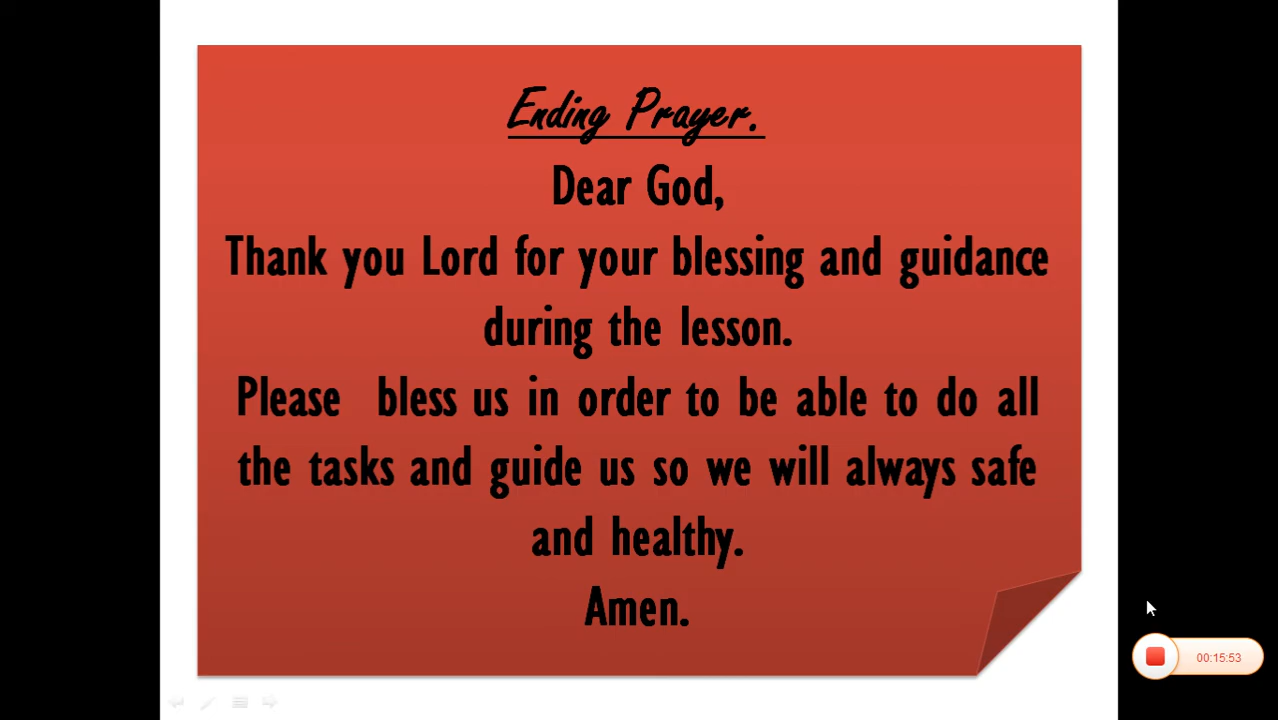 Ending Prayer.
Dear God,
Thank you Lord for your blessing and guidance
during the lesson.
Please  bless us in order to be able to do all
the tasks and guide us so we will always safe
and healthy.
Amen.
00:15:53